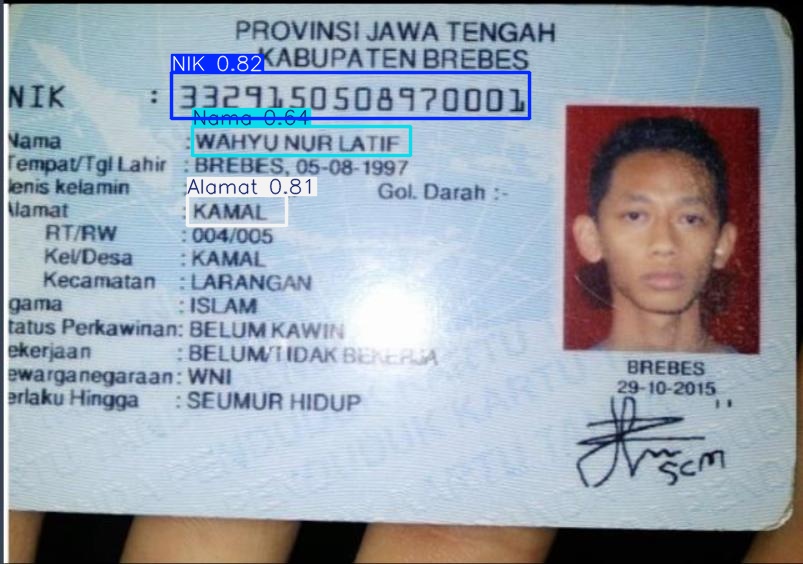 PROVINSI JAWA TENGAH
KABUPATEN BREBES
NIK 0.82
NIK : 3329150508970001
Nama 0.64
Nama : WAHYU NUR LATIF
Tempat/Tgl Lahir : BREBES, 05-08-1997
enis kelamin Gol. Darah :-
Alamat 0.81
Alamat : KAMAL
RT/RW : 004/005
Kel/Desa : KAMAL
Kecamatan : LARANGAN
gama : ISLAM
tatus Perkawinan: BELUM KAWIN
ekerjaan : BELUM/TIDAK BEKERJA
ewarganegaraan: WNI
erlaku Hingga : SEUMUR HIDUP
BREBES
29-10-2015